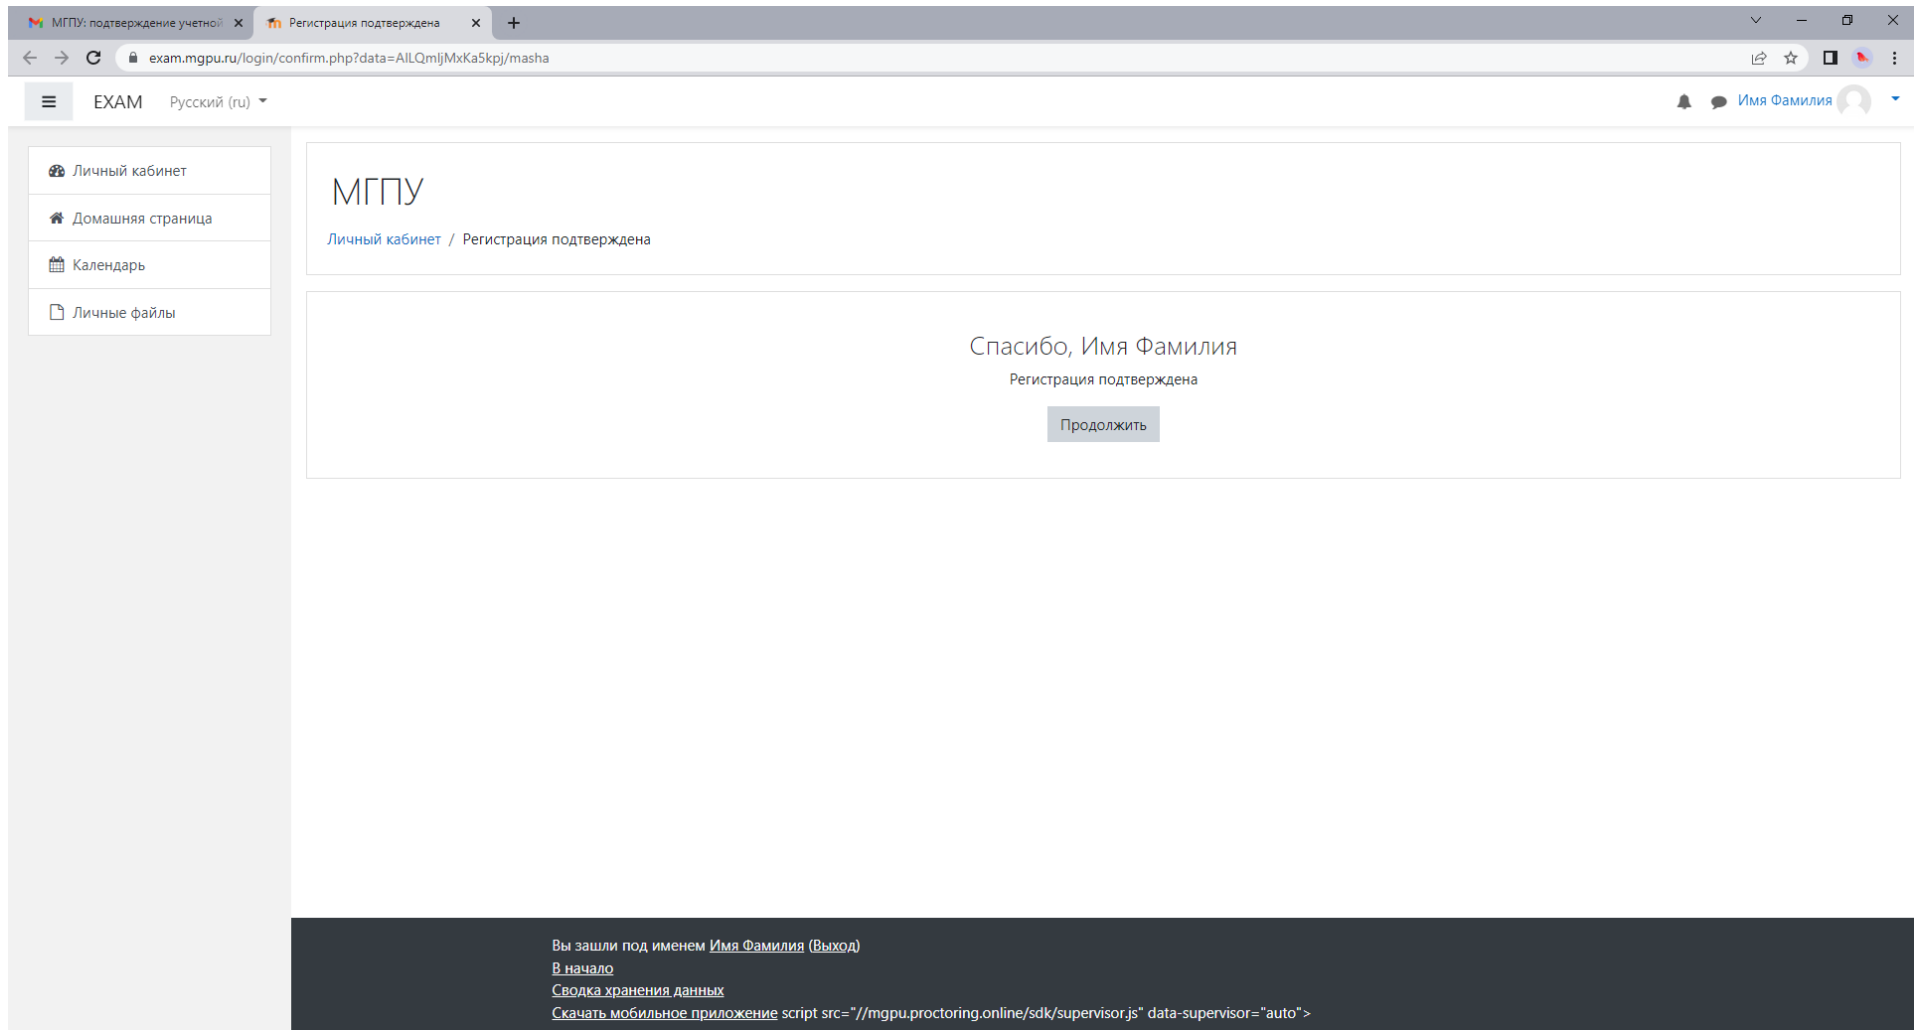 МГПУ: подтверждение учетной
Регистрация подтверждена
exam.mgpu.ru/login/confirm.php?data=AILQmIjMxKa5kpj/masha
EXAM Русский (ru)
Имя Фамилия
Личный кабинет
Домашняя страница
Календарь
Личные файлы
МГПУ
Личный кабинет / Регистрация подтверждена
Спасибо, Имя Фамилия
Регистрация подтверждена
Продолжить
Вы зашли под именем Имя Фамилия (Выход)
В начало
Сводка хранения данных
Скачать мобильное приложение script src="//mgpu.proctoring.online/sdk/supervisor.js" data-supervisor="auto">